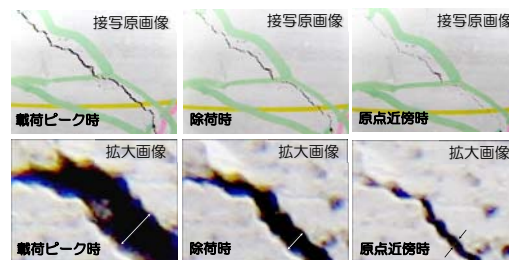 接写原画像
接写原画像
接写原画像
載荷ピーク時
除荷時
原点近傍時
拡大画像
拡大画像
拡大画像
載荷ピーク時
除荷時
原点近傍時